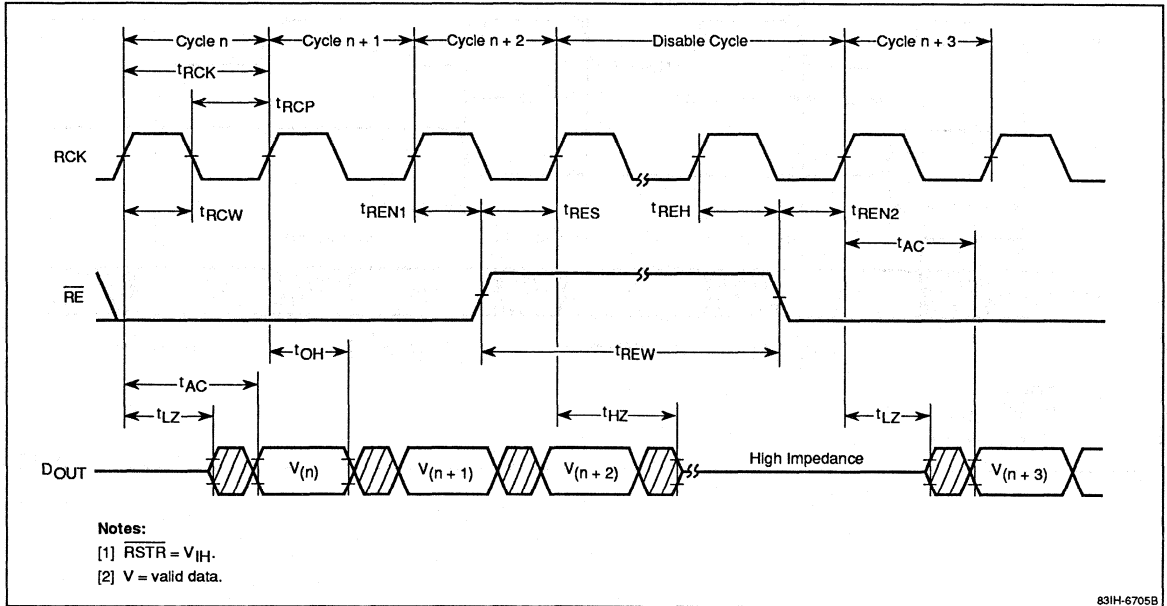 Cycle n Cycle n + 1 Cycle n + 2 Disable Cycle Cycle n + 3
tRCK
tRCP
RCK
tRCW tREN1 tRES tREH tREN2
tAC
RE
tOH tREW
tAC
tLZ tHZ tLZ
DOUT V(n) V(n + 1) V(n + 2) High Impedance V(n + 3)
Notes:
[1] RSTR = VIH.
[2] V = valid data.
83IH-6705B